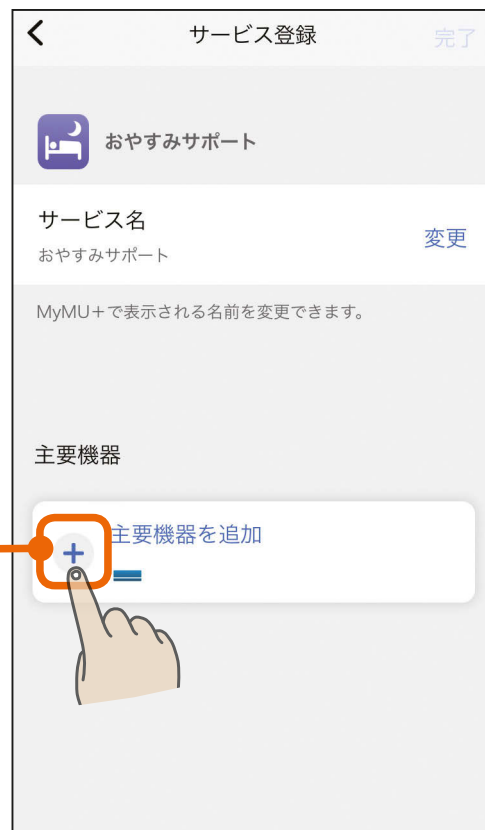 サービス登録
完了
おやすみサポート
サービス名
おやすみサポート
変更
MyMU+で表示される名前を変更できます。
主要機器
主要機器を追加